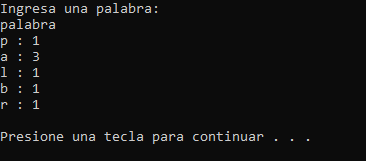 Ingresa una palabra:
palabra
p : 1
a : 3
l : 1
b : 1
r : 1
Presione una tecla para continuar . . .